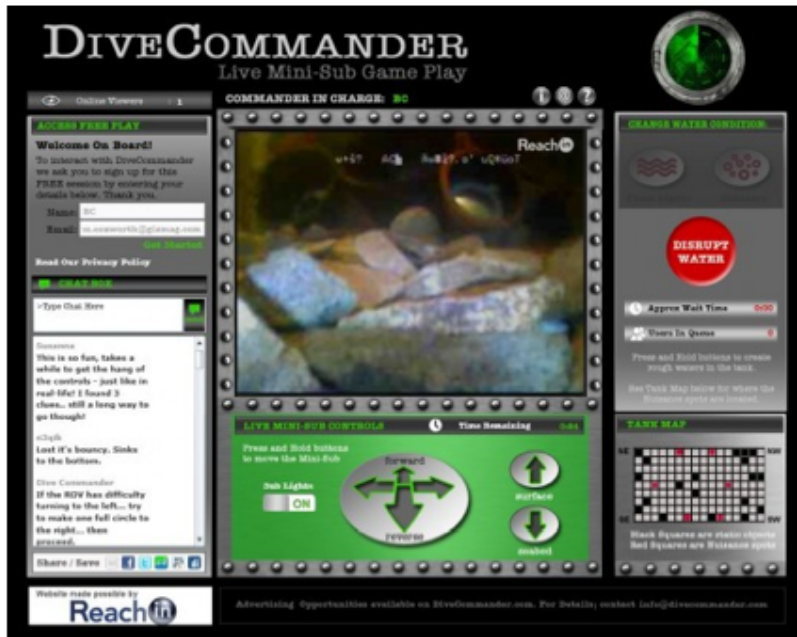 DIVECOMMANDER
Live Mini-Sub Game Play
Online Viewers 1
COMMANDER IN CHARGE: BC
ACCESS FREE PLAY
Welcome On Board!
To interact with DiveCommander
we ask you to sign up for this
FREE session by entering your
details below. Thank you.
Name: BC
Email:
Get Started
Read Our Privacy Policy
CHAT BOX
>Type Chat Here
Susanna
This is so fun, takes a
while to get the hang of
the controls - just like in
real-life! I found 3
clues... still a long way to
go though!
Lost it's bouncy. Sinks
to the bottom.
Dive Commander
If the ROV has difficulty
turning to the left... try
to make one full circle to
the right... then
proceed.
Share / Save
Website made possible by
Reach in
Reach in
LIVE MINI-SUB CONTROLS
Time Remaining
Press and Hold buttons
to move the Mini-Sub
Sub Lights
ON
forward
reverse
surface
seabed
CHANGE WATER CONDITION:
DISRUPT
WATER
Approx Wait Time 0:00
Users In Queue 0
Press and Hold buttons to create
rough waters in the tank.
See Tank Map below for where the
Nuisance spots are located.
TANK MAP
NE NW
SE SW
Black Squares are static objects
Red Squares are Nuisance spots
Advertising Opportunities available on DiveCommander.com. For Details; contact info@divecommander.com